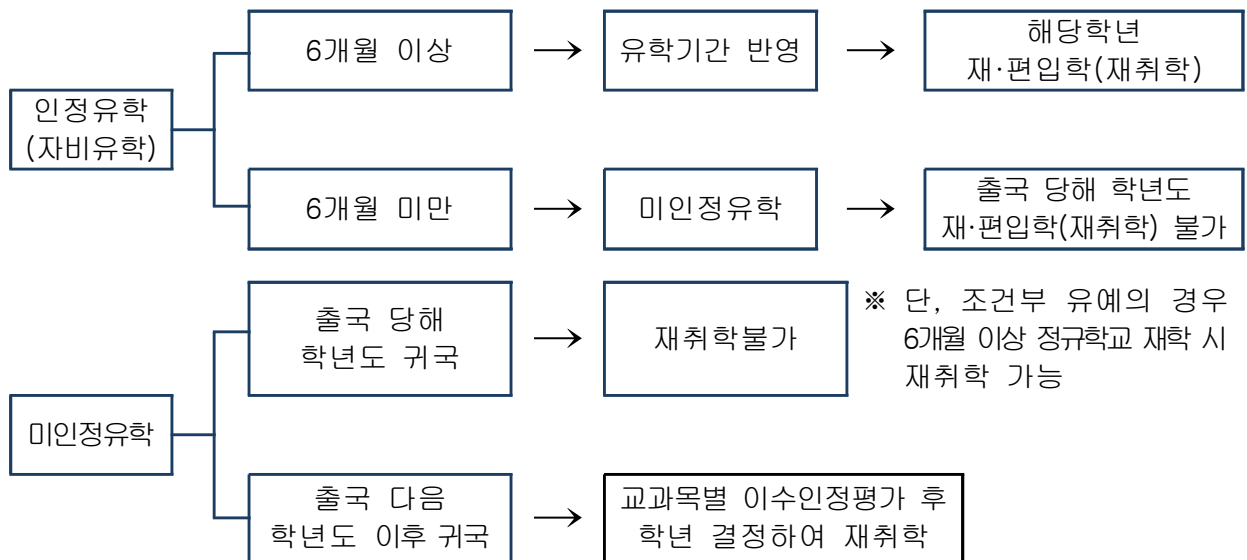 인정유학
(자비유학)
6개월 이상
유학기간 반영
해당학년
재·편입학(재취학)
6개월 미만
미인정유학
출국 당해 학년도
재·편입학(재취학) 불가
미인정유학
출국 당해
학년도 귀국
재취학불가
※ 단, 조건부 유예의 경우
6개월 이상 정규학교 재학 시
재취학 가능
출국 다음
학년도 이후 귀국
교과목별 이수인정평가 후
학년 결정하여 재취학